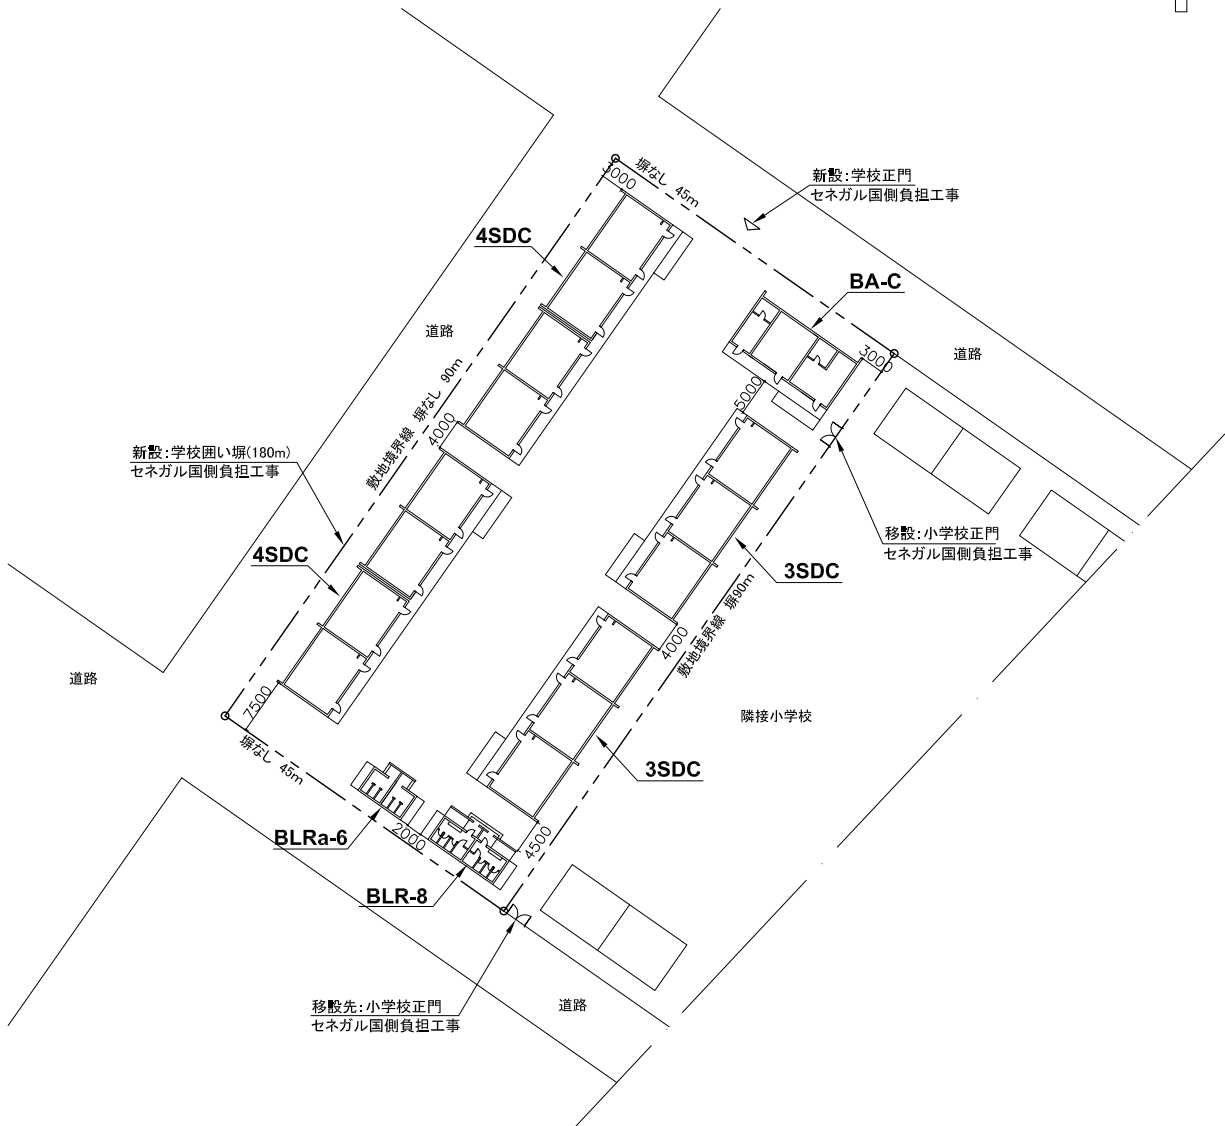 塀なし 45m
3000
新設:学校正門
セネガル国側負担工事
4SDC
BA-C
道路
3000
道路
敷地境界線 塀なし 90m
5000
4000
新設:学校囲い塀(180m)
セネガル国側負担工事
移設:小学校正門
セネガル国側負担工事
4SDC
3SDC
敷地境界線 塀90m
4000
道路
7500
隣接小学校
塀なし 45m
3SDC
BLRa-6
2000
4500
BLR-8
移設先:小学校正門
セネガル国側負担工事
道路